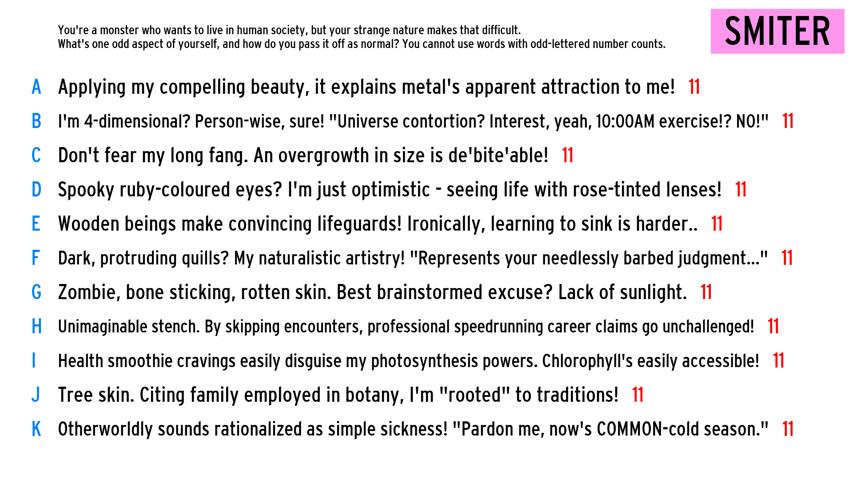 You're a monster who wants to live in human society, but your strange nature makes that difficult.
What's one odd aspect of yourself, and how do you pass it off as normal? You cannot use words with odd-lettered number counts.
SMITER
A Applying my compelling beauty, it explains metal's apparent attraction to me! 11
B I'm 4-dimensional? Person-wise, sure! "Universe contortion? Interest, yeah, 10:00AM exercise!? NO!" 11
C Don't fear my long fang. An overgrowth in size is de'bite'able! 11
D Spooky ruby-coloured eyes? I'm just optimistic - seeing life with rose-tinted lenses! 11
E Wooden beings make convincing lifeguards! Ironically, learning to sink is harder.. 11
F Dark, protruding quills? My naturalistic artistry! "Represents your needlessly barbed judgment..." 11
G Zombie, bone sticking, rotten skin. Best brainstormed excuse? Lack of sunlight. 11
H Unimaginable stench. By skipping encounters, professional speedrunning career claims go unchallenged! 11
I Health smoothie cravings easily disguise my photosynthesis powers. Chlorophyll's easily accessible! 11
J Tree skin. Citing family employed in botany, I'm "rooted" to traditions! 11
K Otherworldly sounds rationalized as simple sickness! "Pardon me, now's COMMON-cold season." 11